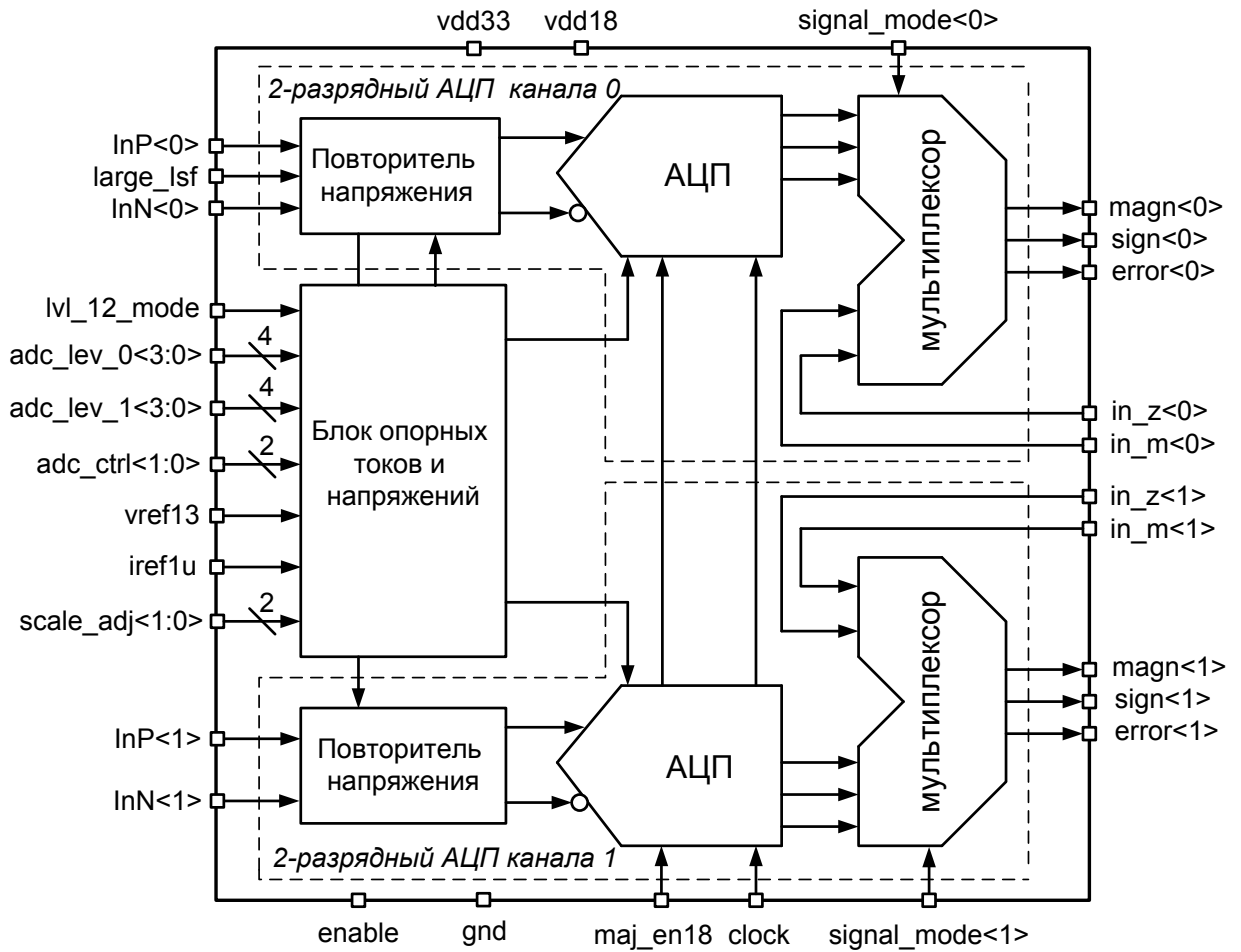 vdd33
vdd18
signal_mode<0>
2-разрядный АЦП канала 0
InP<0>
large_lsf
InN<0>
Повторитель
напряжения
АЦП
мультиплексор
magn<0>
sign<0>
error<0>
lvl_12_mode
adc_lev_0<3:0>
4
adc_lev_1<3:0>
4
adc_ctrl<1:0>
2
vref13
iref1u
scale_adj<1:0>
2
Блок опорных
токов и
напряжений
in_z<0>
in_m<0>
in_z<1>
in_m<1>
InP<1>
InN<1>
Повторитель
напряжения
АЦП
мультиплексор
magn<1>
sign<1>
error<1>
2-разрядный АЦП канала 1
enable
gnd
maj_en18
clock
signal_mode<1>